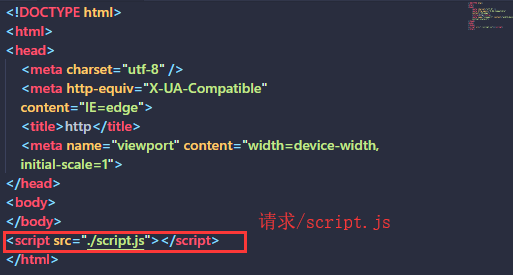 <!DOCTYPE html>
<html>
<head>
<meta charset="utf-8" />
<meta http-equiv="X-UA-Compatible"
content="IE=edge">
<title>http</title>
<meta name="viewport" content="width=device-width,
initial-scale=1">
</head>
<body>
</body>
请求/script.js
<script src="./script.js"></script>
</html>